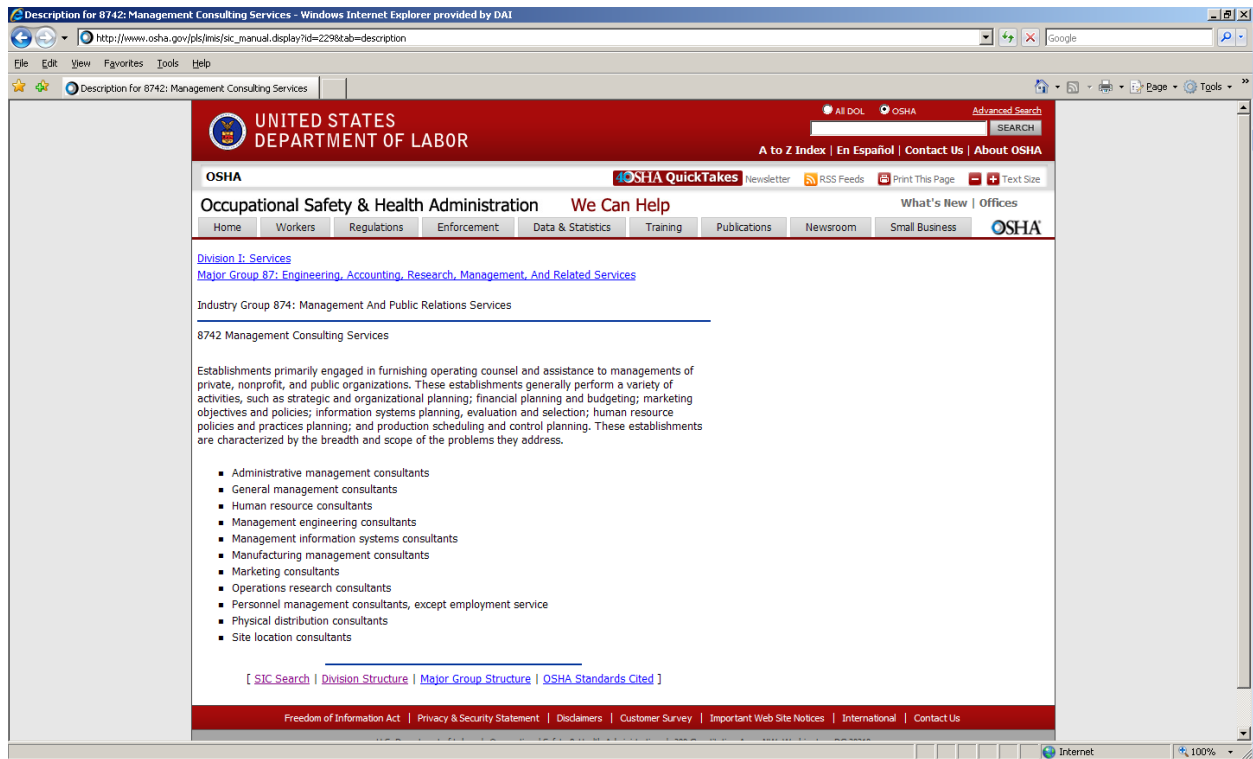 Description for 8742: Management Consulting Services - Windows Internet Explorer provided by DAI
http://www.osha.gov/pls/imis/sic_manual.display?id=229&tab=description
Google
File Edit View Favorites Tools Help
Description for 8742: Management Consulting Services
Page Tools
UNITED STATES
DEPARTMENT OF LABOR
All DOL OSHA Advanced Search
SEARCH
A to Z Index | En Español | Contact Us | About OSHA
OSHA
OSHA QuickTakes Newsletter RSS Feeds Print This Page Text Size
Occupational Safety & Health Administration We Can Help
What's New | Offices
Home Workers Regulations Enforcement Data & Statistics Training Publications Newsroom Small Business OSHA
Division I: Services
Major Group 87: Engineering, Accounting, Research, Management, And Related Services
Industry Group 874: Management And Public Relations Services
8742 Management Consulting Services
Establishments primarily engaged in furnishing operating counsel and assistance to managements of
private, nonprofit, and public organizations. These establishments generally perform a variety of
activities, such as strategic and organizational planning; financial planning and budgeting; marketing
objectives and policies; information systems planning, evaluation and selection; human resource
policies and practices planning; and production scheduling and control planning. These establishments
are characterized by the breadth and scope of the problems they address.
Administrative management consultants
General management consultants
Human resource consultants
Management engineering consultants
Management information systems consultants
Manufacturing management consultants
Marketing consultants
Operations research consultants
Personnel management consultants, except employment service
Physical distribution consultants
Site location consultants
[ SIC Search | Division Structure | Major Group Structure | OSHA Standards Cited ]
Freedom of Information Act | Privacy & Security Statement | Disclaimers | Customer Survey | Important Web Site Notices | International | Contact Us
Internet
100%